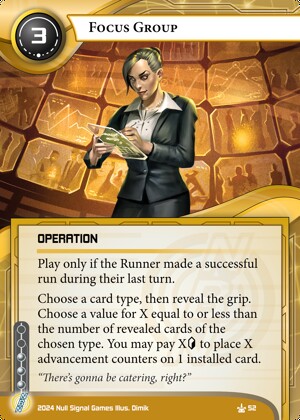 3
Focus Group
OPERATION
Play only if the Runner made a successful
run during their last turn.
Choose a card type, then reveal the grip.
Choose a value for X equal to or less than
the number of revealed cards of the
chosen type. You may pay X to place X
advancement counters on 1 installed card.
“There’s gonna be catering, right?”
2024 Null Signal Games Illus. Dimik
52